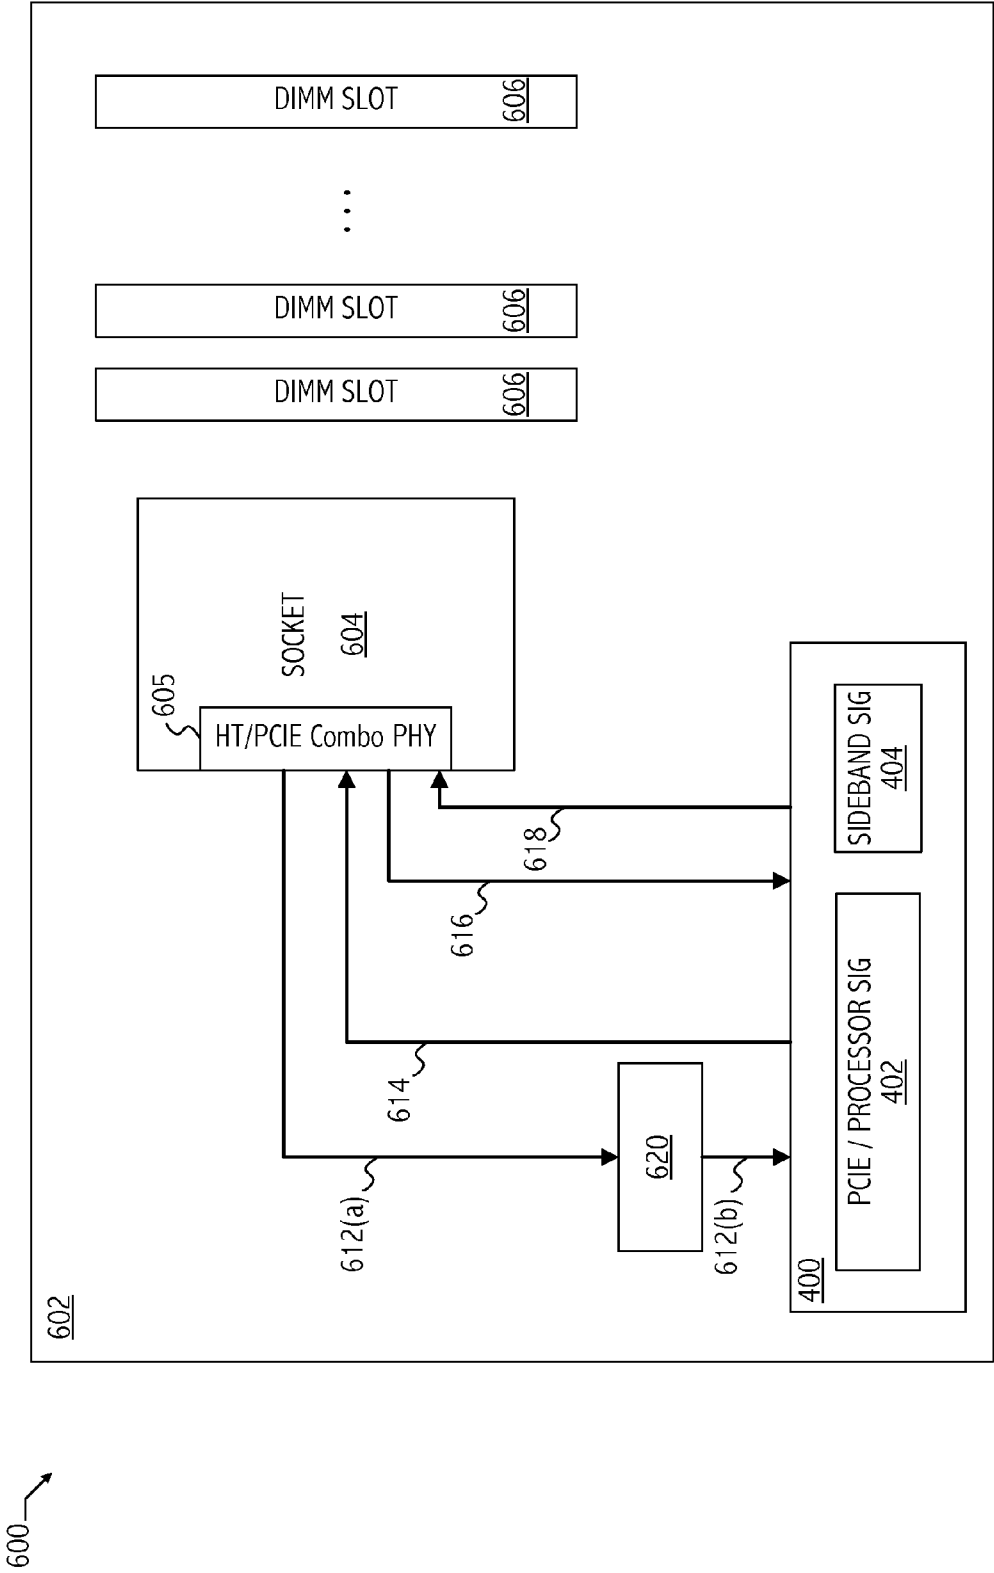 600
602
DIMM SLOT
606
DIMM SLOT
606
DIMM SLOT
606
SOCKET
604
605
HT/PCIE Combo PHY
612(a)
614
616
618
620
612(b)
400
PCIE / PROCESSOR SIG
402
SIDEBAND SIG
404